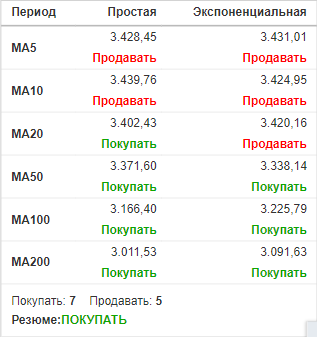 Период Простая Экспоненциальная
MA5 3.428,45 3.431,01
Продавать Продавать
MA10 3.439,76 3.424,95
Продавать Продавать
MA20 3.402,43 3.420,16
Покупать Продавать
MA50 3.371,60 3.338,14
Покупать Покупать
MA100 3.166,40 3.225,79
Покупать Покупать
MA200 3.011,53 3.091,63
Покупать Покупать
Покупать: 7 Продавать: 5
Резюме:ПОКУПАТЬ